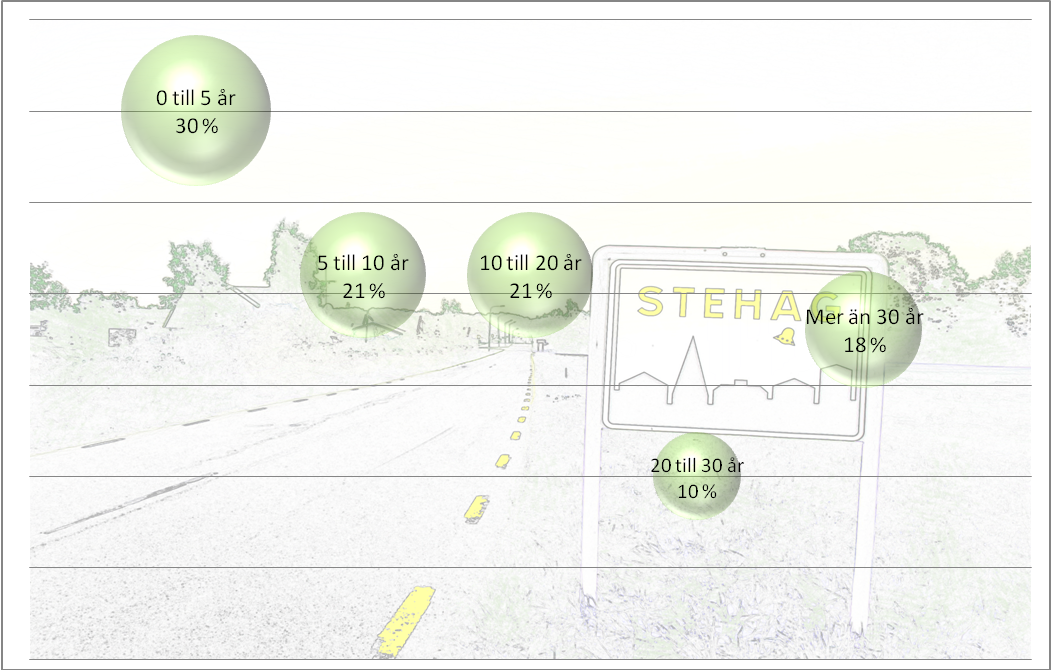 0 till 5 år
30 %
5 till 10 år
21 %
10 till 20 år
21 %
STEHAG
Mer än 30 år
18 %
20 till 30 år
10 %